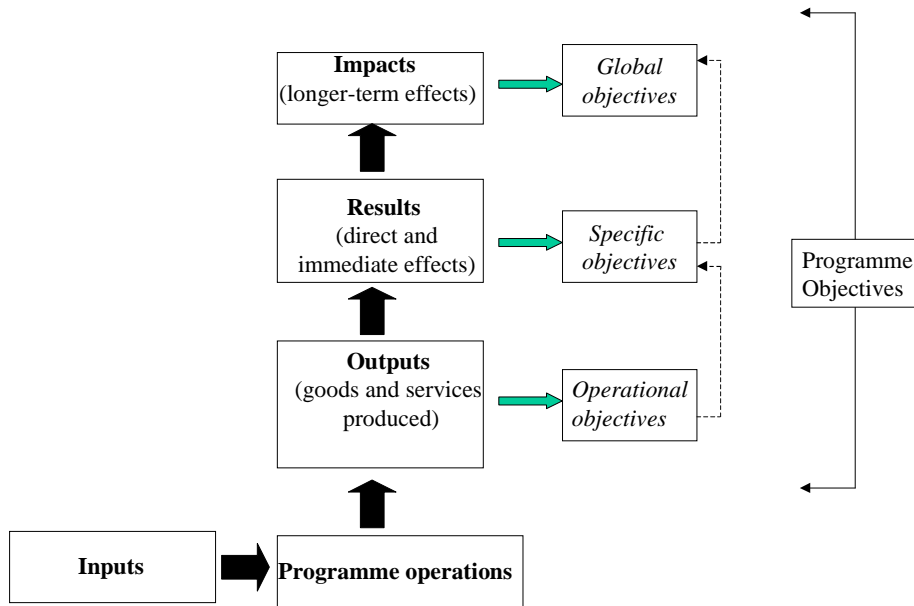 Impacts
(longer-term effects)
Global
objectives
Results
(direct and
immediate effects)
Specific
objectives
Programme
Objectives
Outputs
(goods and services
produced)
Operational
objectives
Inputs
Programme operations